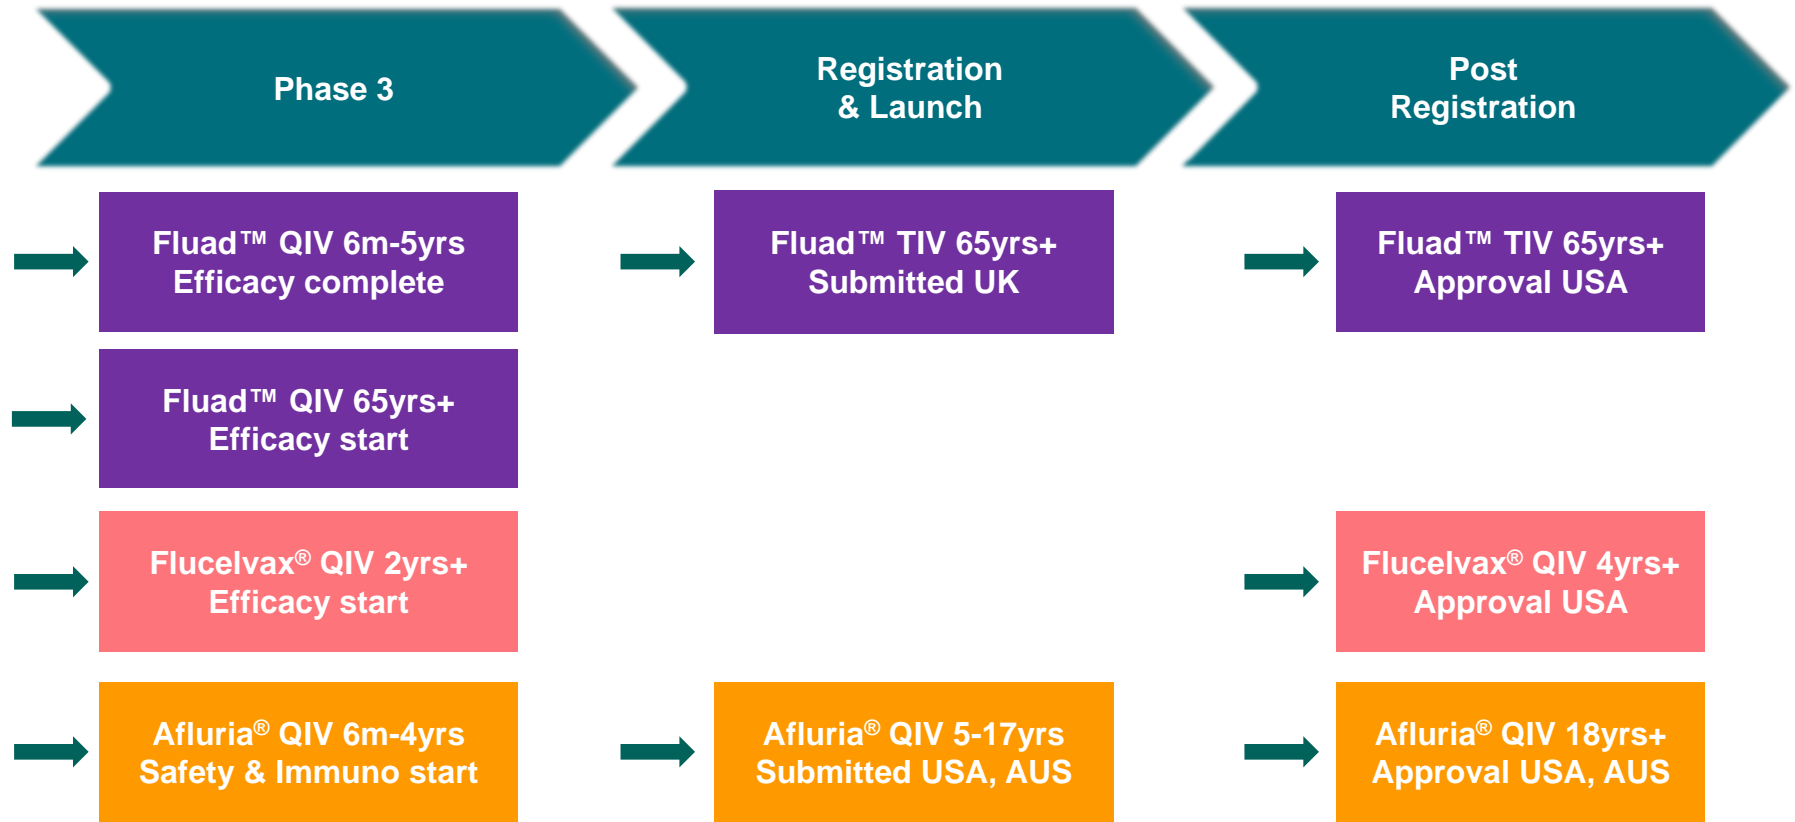 Phase 3
Registration
& Launch
Post
Registration
Fluad™ QIV 6m-5yrs
Efficacy complete
Fluad™ TIV 65yrs+
Submitted UK
Fluad™ TIV 65yrs+
Approval USA
Fluad™ QIV 65yrs+
Efficacy start
Flucelvax® QIV 2yrs+
Efficacy start
Flucelvax® QIV 4yrs+
Approval USA
Afluria® QIV 6m-4yrs
Safety & Immuno start
Afluria® QIV 5-17yrs
Submitted USA, AUS
Afluria® QIV 18yrs+
Approval USA, AUS